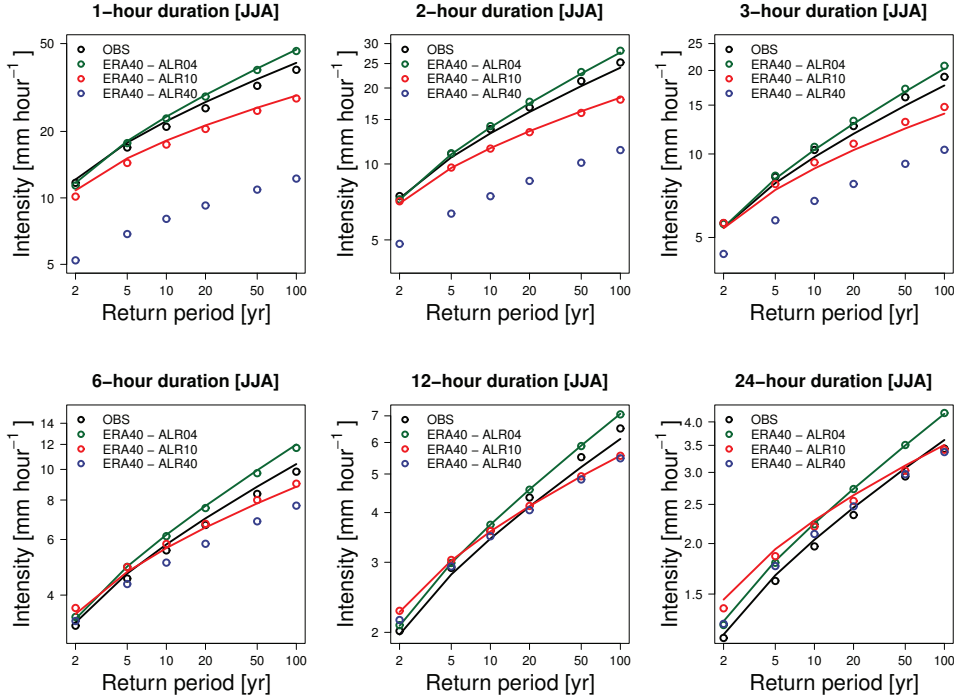 1−hour duration [JJA]
Intensity [mm hour⁻¹]
50
20
10
5
OBS
ERA40 − ALR04
ERA40 − ALR10
ERA40 − ALR40
2 5 10 20 50 100
Return period [yr]
2−hour duration [JJA]
Intensity [mm hour⁻¹]
30
25
20
15
10
5
OBS
ERA40 − ALR04
ERA40 − ALR10
ERA40 − ALR40
2 5 10 20 50 100
Return period [yr]
3−hour duration [JJA]
Intensity [mm hour⁻¹]
25
20
15
10
5
OBS
ERA40 − ALR04
ERA40 − ALR10
ERA40 − ALR40
2 5 10 20 50 100
Return period [yr]
6−hour duration [JJA]
Intensity [mm hour⁻¹]
14
12
10
8
6
4
OBS
ERA40 − ALR04
ERA40 − ALR10
ERA40 − ALR40
2 5 10 20 50 100
Return period [yr]
12−hour duration [JJA]
Intensity [mm hour⁻¹]
7
6
5
4
3
2
OBS
ERA40 − ALR04
ERA40 − ALR10
ERA40 − ALR40
2 5 10 20 50 100
Return period [yr]
24−hour duration [JJA]
Intensity [mm hour⁻¹]
4.0
3.5
3.0
2.5
2.0
1.5
OBS
ERA40 − ALR04
ERA40 − ALR10
ERA40 − ALR40
2 5 10 20 50 100
Return period [yr]